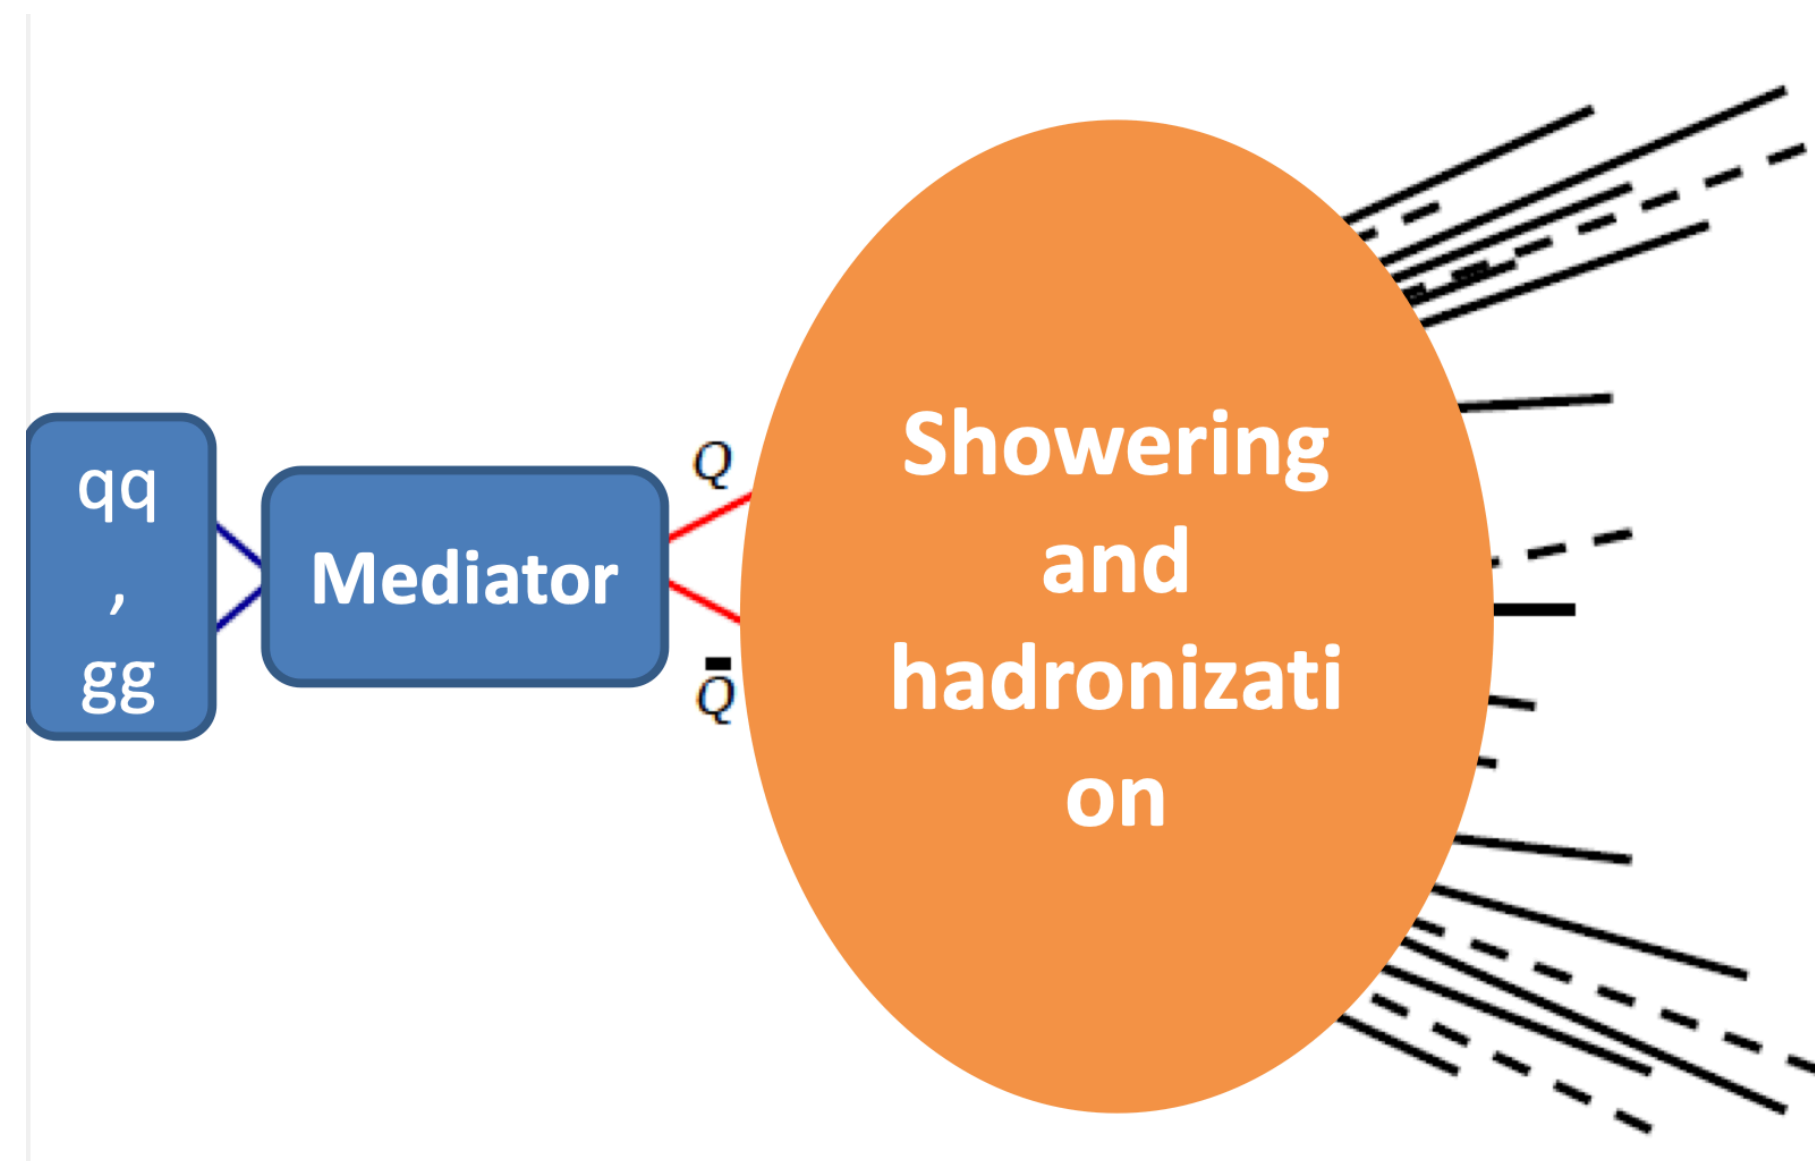 qq
,
gg
Mediator
Q
Q̄
Showering
and
hadronizati
on